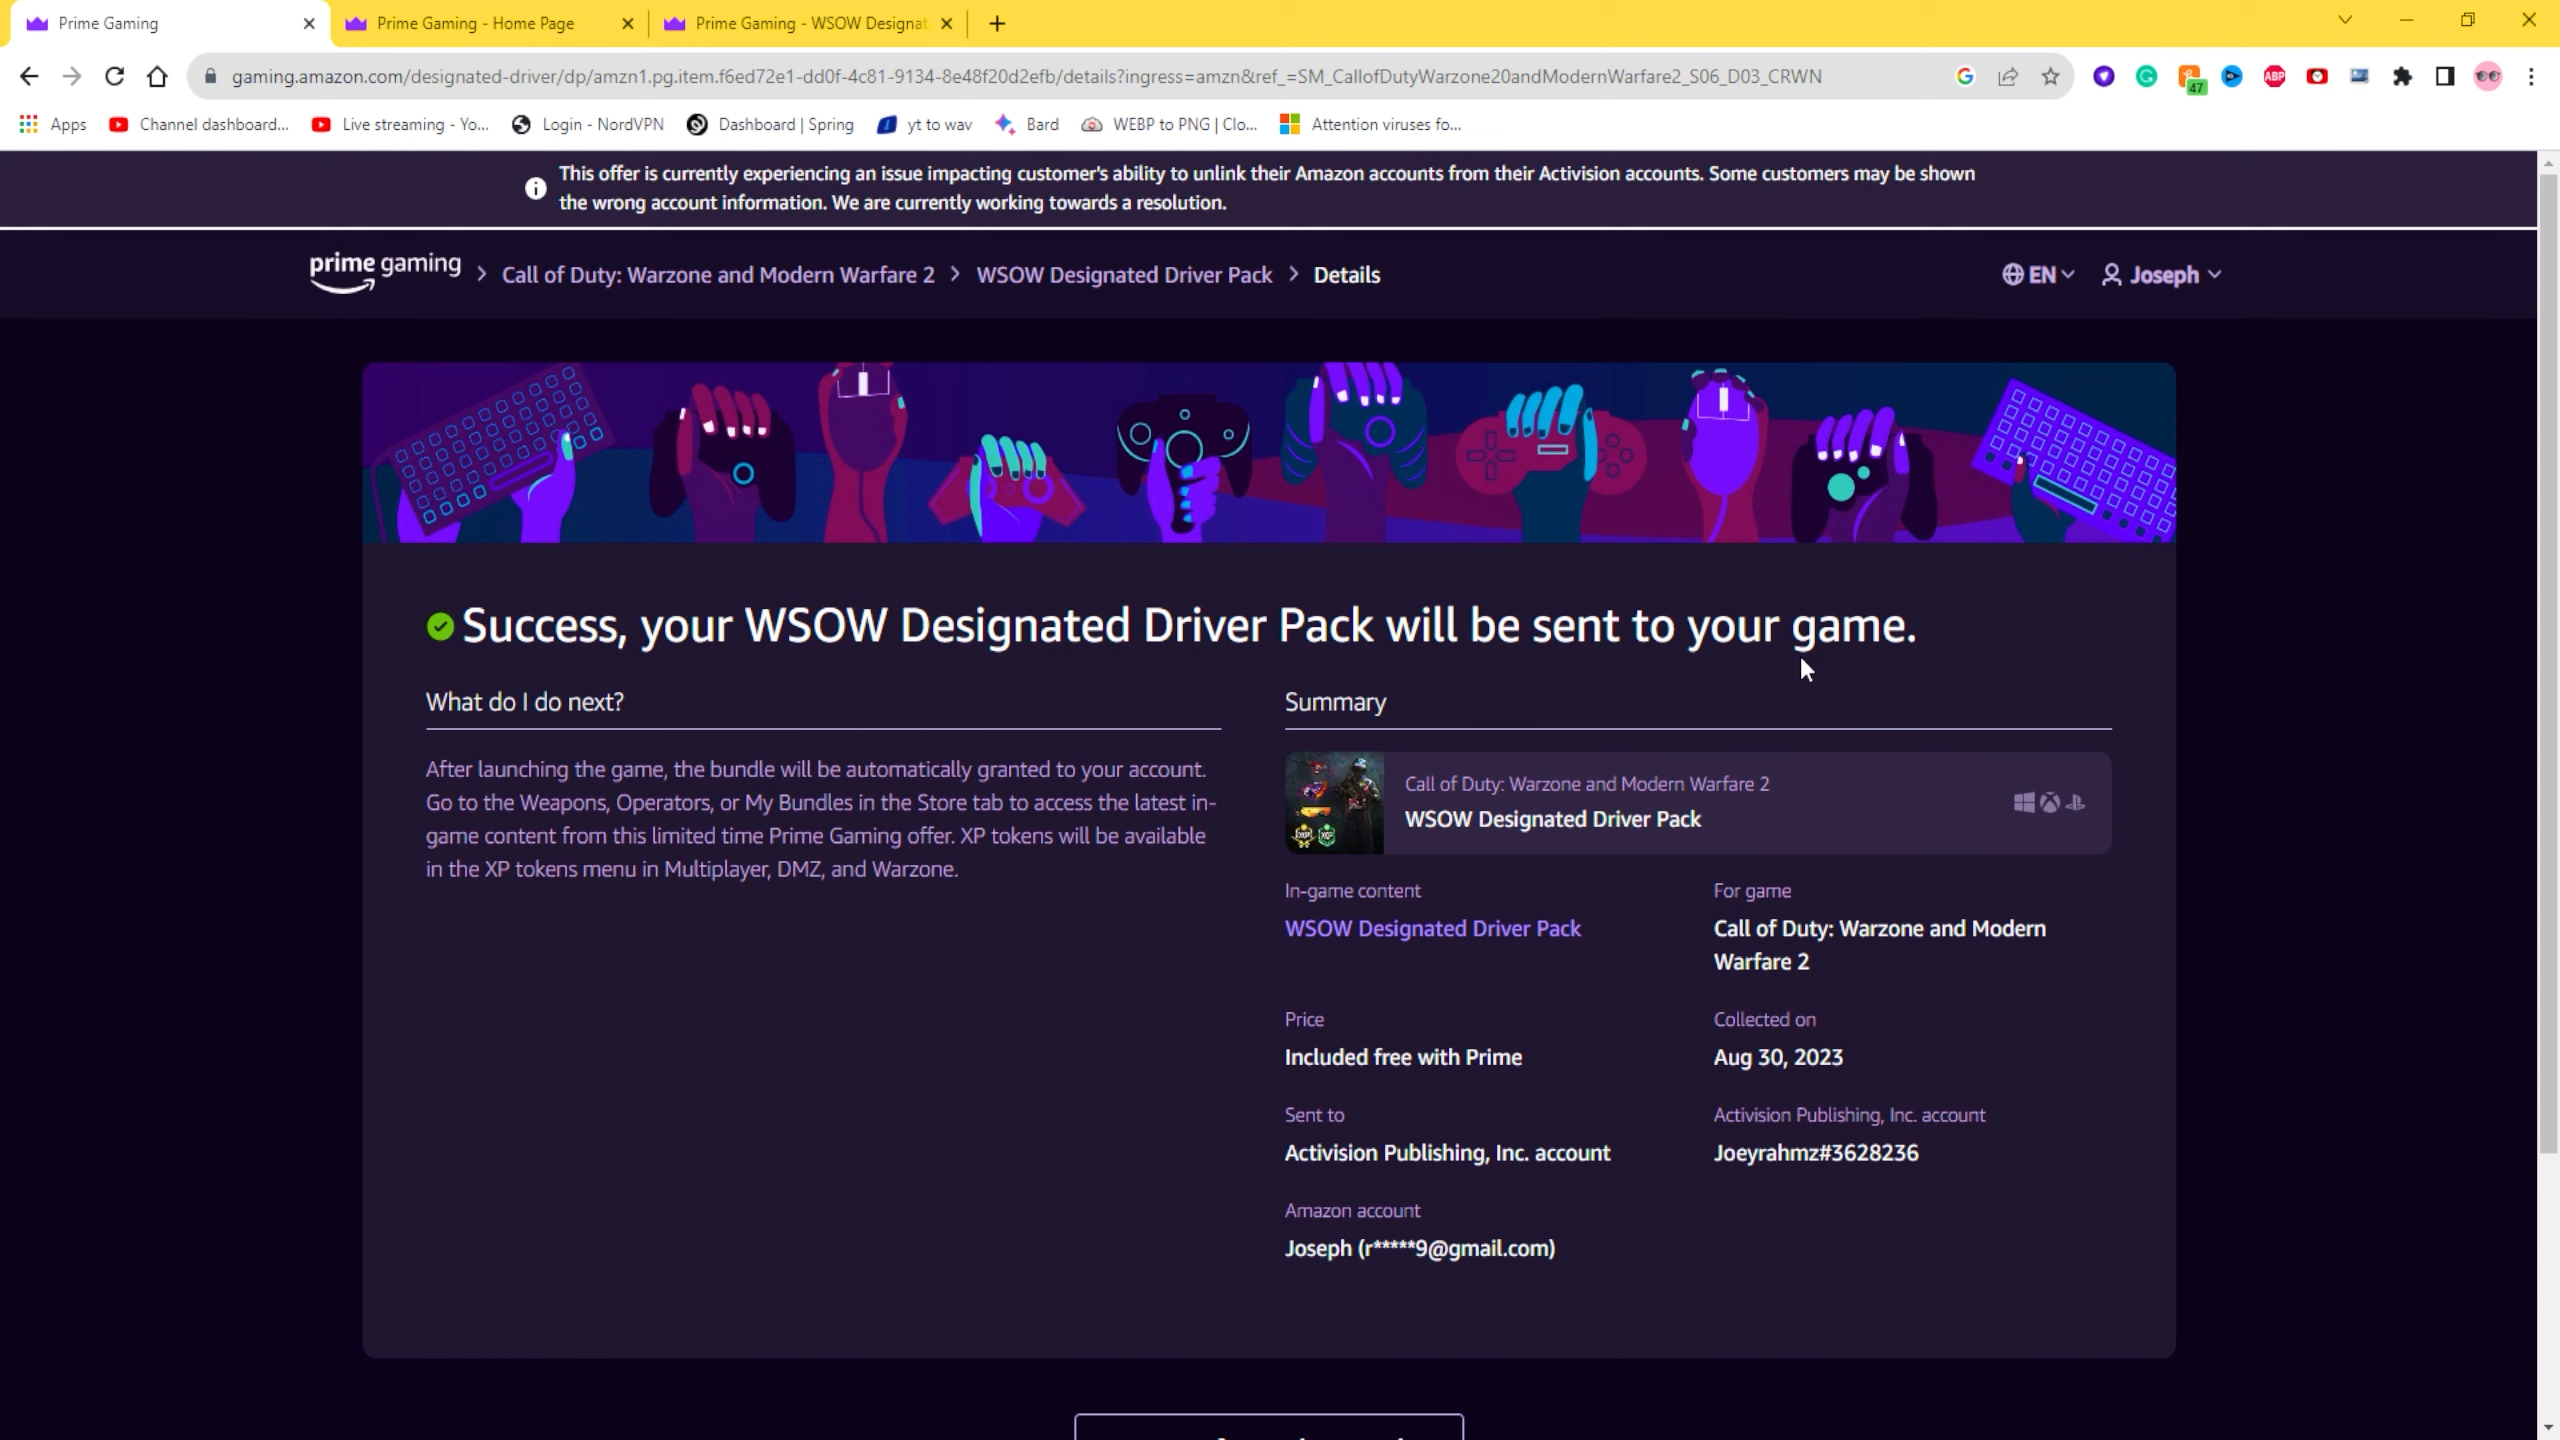 Prime Gaming
Prime Gaming - Home Page
Prime Gaming - WSOW Designat
gaming.amazon.com/designated-driver/dp/amzn1.pg.item.f6ed72e1-dd0f-4c81-9134-8e48f20d2efb/details?ingress=amzn&ref_=SM_CallofDutyWarzone20andModernWarfare2_S06_D03_CRWN
47
ABP
Apps
Channel dashboard...
Live streaming - Yo...
Login - NordVPN
Dashboard | Spring
yt to wav
Bard
WEBP to PNG | Clo...
Attention viruses fo...
This offer is currently experiencing an issue impacting customer's ability to unlink their Amazon accounts from their Activision accounts. Some customers may be shown
the wrong account information. We are currently working towards a resolution.
prime gaming > Call of Duty: Warzone and Modern Warfare 2 > WSOW Designated Driver Pack > Details
EN
Joseph
Success, your WSOW Designated Driver Pack will be sent to your game.
What do I do next?
After launching the game, the bundle will be automatically granted to your account.
Go to the Weapons, Operators, or My Bundles in the Store tab to access the latest in-
game content from this limited time Prime Gaming offer. XP tokens will be available
in the XP tokens menu in Multiplayer, DMZ, and Warzone.
Summary
Call of Duty: Warzone and Modern Warfare 2
WSOW Designated Driver Pack
In-game content
WSOW Designated Driver Pack
For game
Call of Duty: Warzone and Modern
Warfare 2
Price
Included free with Prime
Collected on
Aug 30, 2023
Sent to
Activision Publishing, Inc. account
Activision Publishing, Inc. account
Joeyrahmz#3628236
Amazon account
Joseph (r*****9@gmail.com)